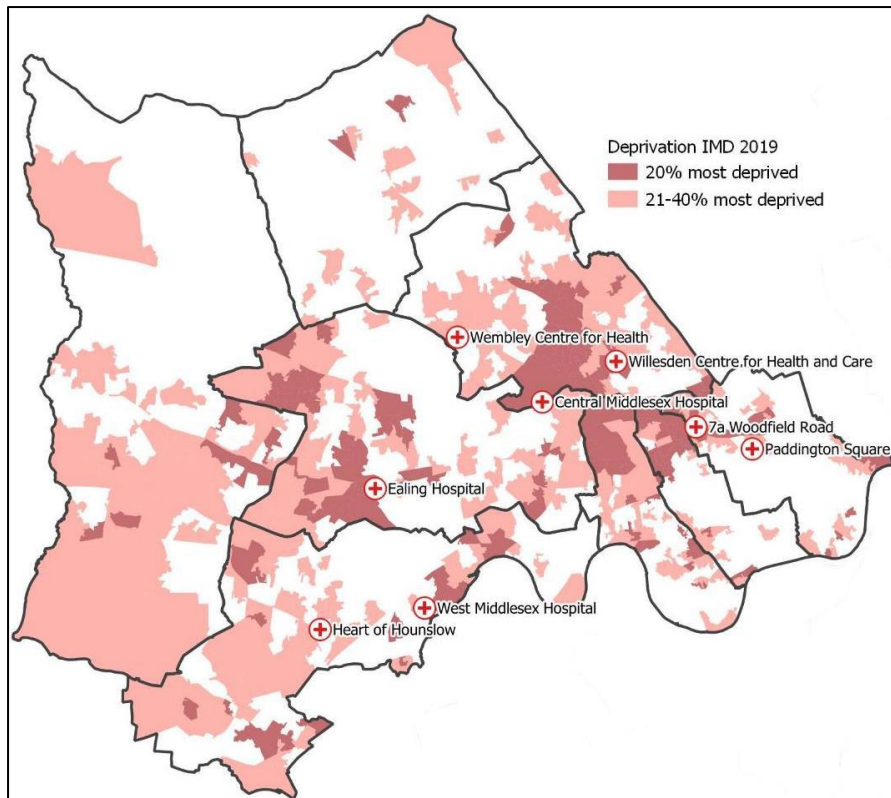 Deprivation IMD 2019
20% most deprived
21-40% most deprived
Wembley Centre for Health
Willesden Centre for Health and Care
Central Middlesex Hospital
7a Woodfield Road
Paddington Square
Ealing Hospital
West Middlesex Hospital
Heart of Hounslow